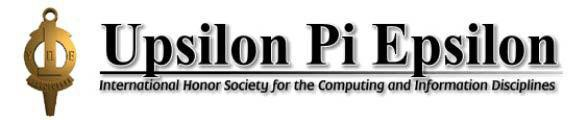 Upsilon Pi Epsilon
International Honor Society for the Computing and Information Disciplines